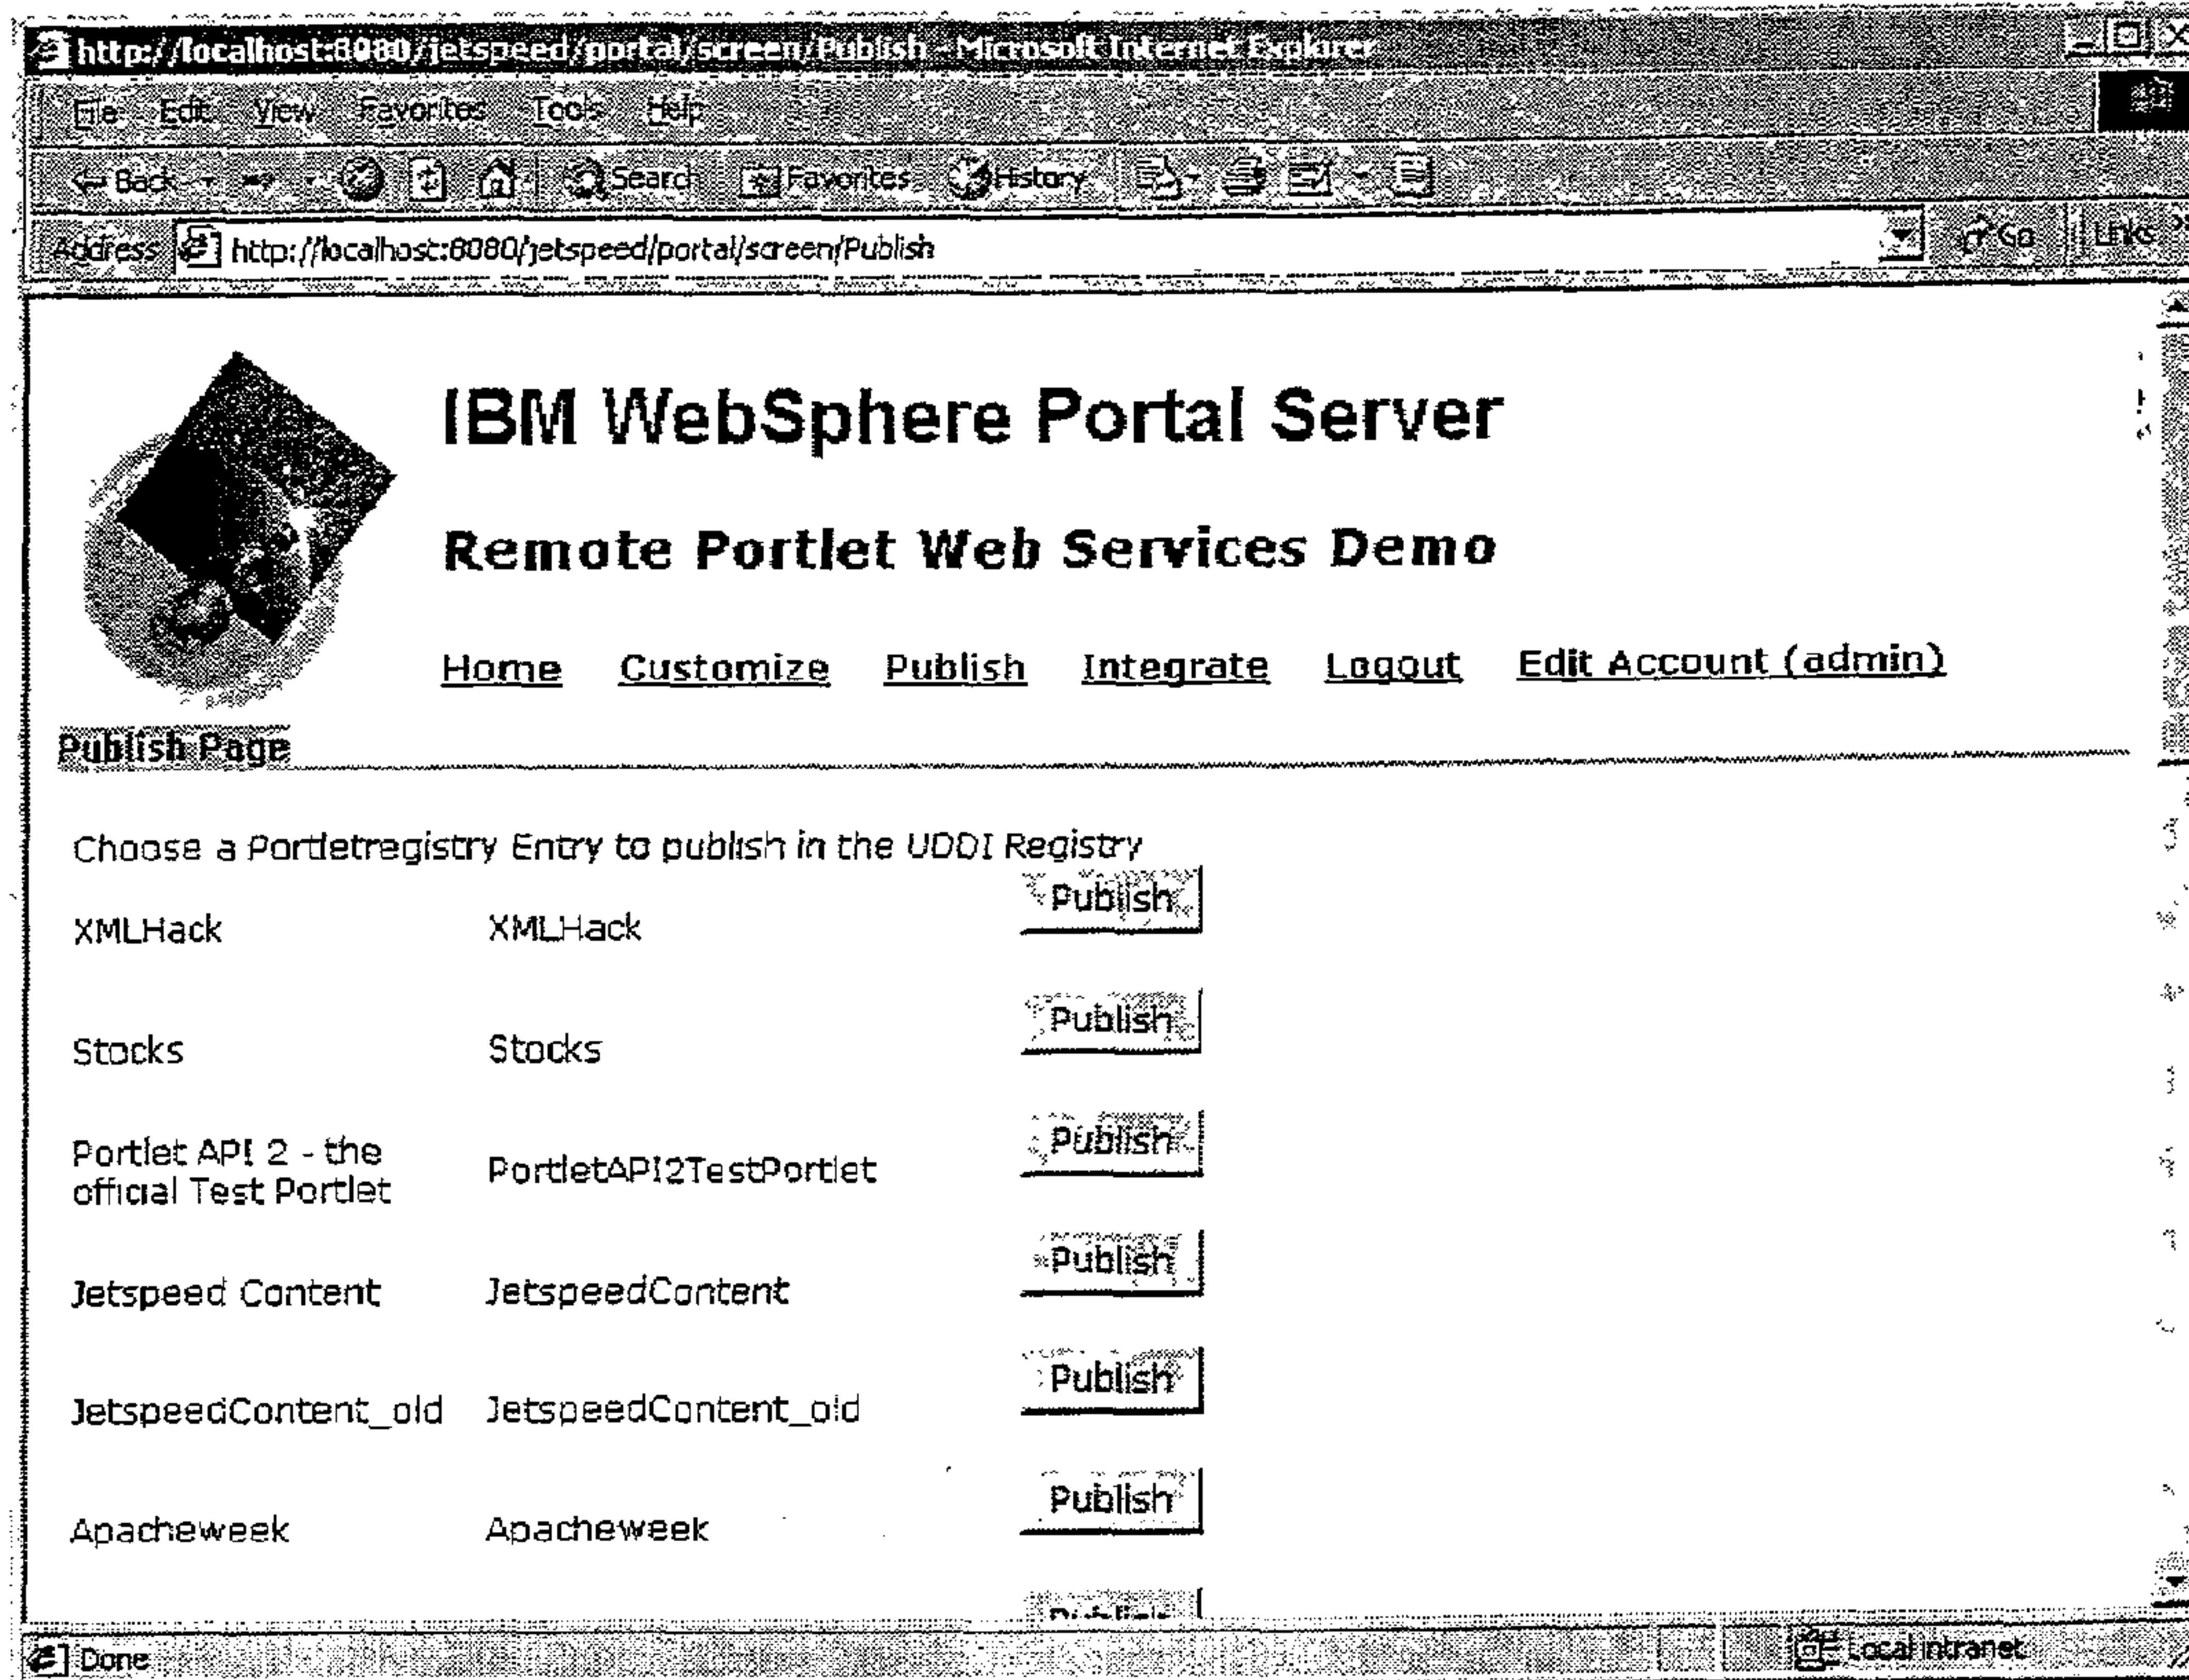 http://localhost:8080/jetspeed/portal/screen/Publish - Microsoft Internet Explorer
File Edit View Favorites Tools Help
Back Search Favorites History
Address http://localhost:8080/jetspeed/portal/screen/Publish Go Links »
IBM WebSphere Portal Server
Remote Portlet Web Services Demo
Home Customize Publish Integrate Logout Edit Account (admin)
Publish Page
Choose a Portletregistry Entry to publish in the UDDI Registry
XMLHack XMLHack Publish
Stocks Stocks Publish
Portlet API 2 - the
official Test Portlet PortletAPI2TestPortlet Publish
Jetspeed Content JetspeedContent Publish
JetspeedContent_old JetspeedContent_old Publish
Apacheweek Apacheweek Publish
Done Local intranet